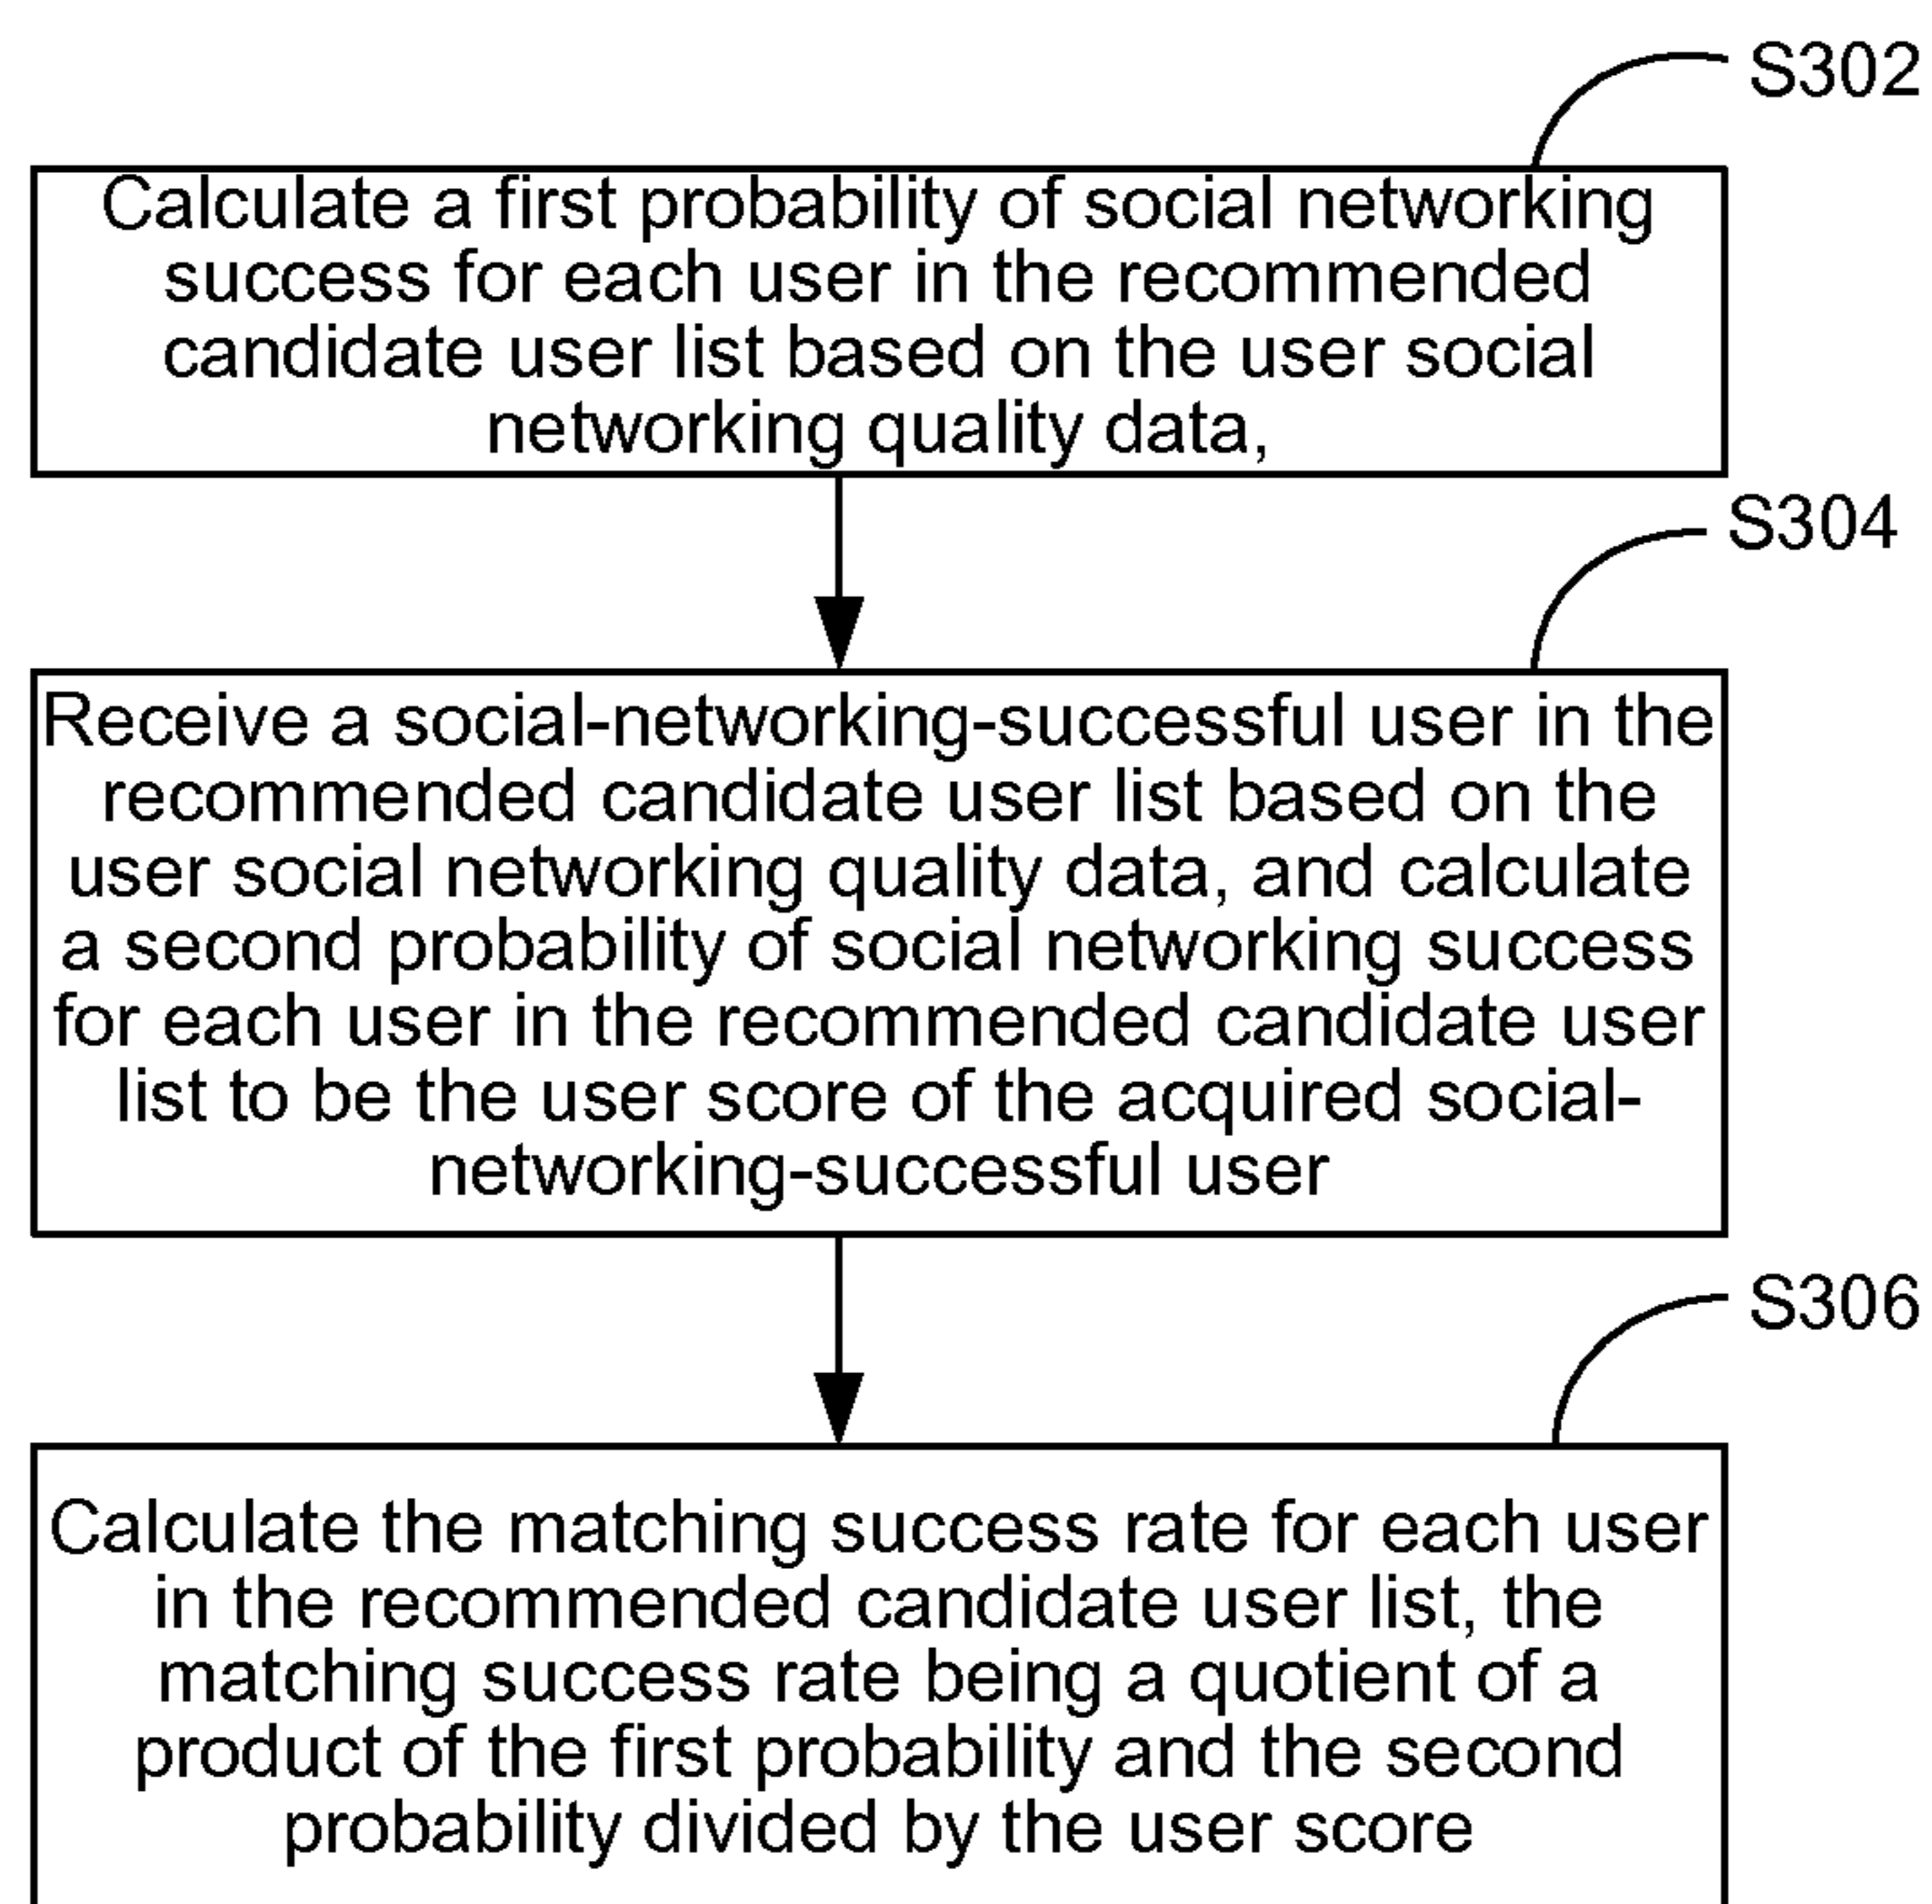 S302
Calculate a first probability of social networking
success for each user in the recommended
candidate user list based on the user social
networking quality data,
S304
Receive a social-networking-successful user in the
recommended candidate user list based on the
user social networking quality data, and calculate
a second probability of social networking success
for each user in the recommended candidate user
list to be the user score of the acquired social-
networking-successful user
S306
Calculate the matching success rate for each user
in the recommended candidate user list, the
matching success rate being a quotient of a
product of the first probability and the second
probability divided by the user score